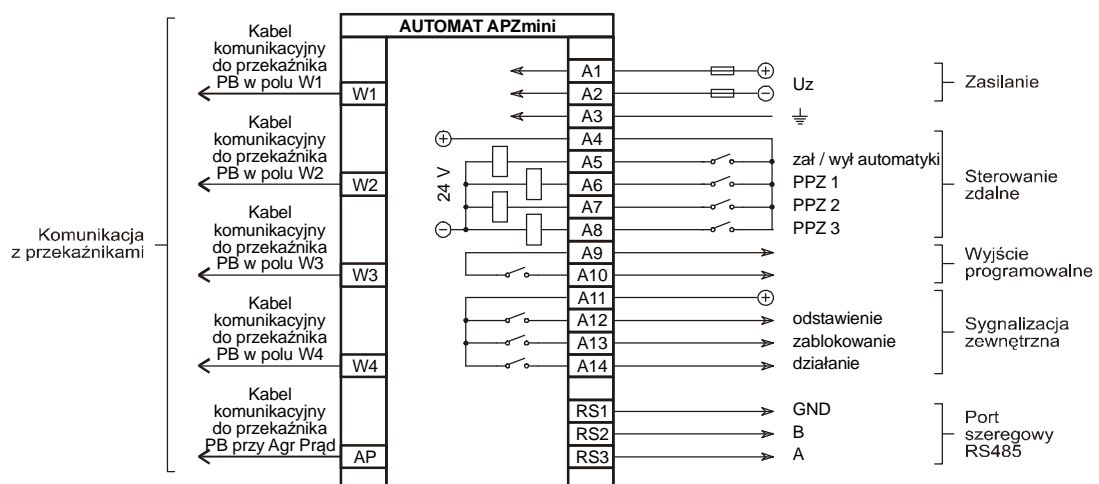 AUTOMAT APZmini
Komunikacja
z przekaźnikami
Kabel
komunikacyjny
do przekaźnika
PB w polu W1
W1
Kabel
komunikacyjny
do przekaźnika
PB w polu W2
W2
Kabel
komunikacyjny
do przekaźnika
PB w polu W3
W3
Kabel
komunikacyjny
do przekaźnika
PB w polu W4
W4
Kabel
komunikacyjny
do przekaźnika
PB przy Agr Prąd
AP
24 V
A1
A2
A3
A4
A5
A6
A7
A8
A9
A10
A11
A12
A13
A14
RS1
RS2
RS3
Uz
Zasilanie
zał / wył automatyki
PPZ 1
PPZ 2
PPZ 3
Sterowanie
zdalne
Wyjście
programowalne
odstawienie
zablokowanie
działanie
Sygnalizacja
zewnętrzna
GND
B
A
Port
szeregowy
RS485